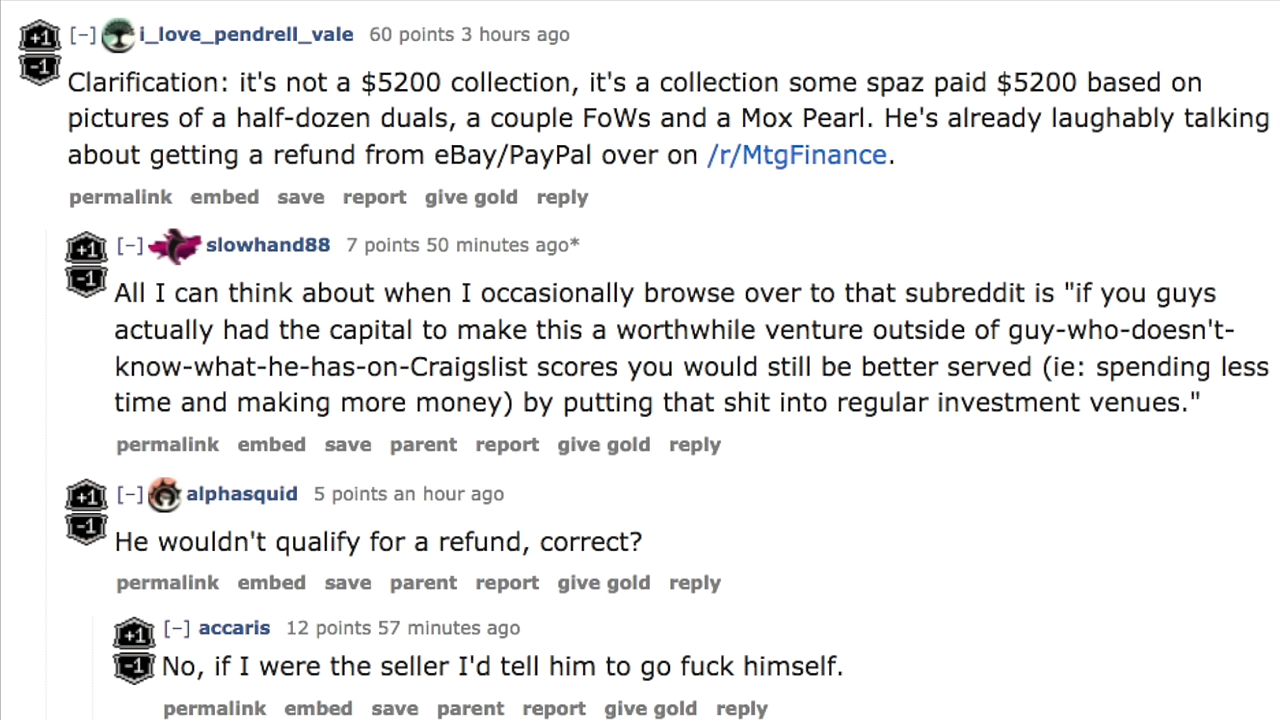 +1 [-] i_love_pendrell_vale 60 points 3 hours ago
-1
Clarification: it's not a $5200 collection, it's a collection some spaz paid $5200 based on
pictures of a half-dozen duals, a couple FoWs and a Mox Pearl. He's already laughably talking
about getting a refund from eBay/PayPal over on /r/MtgFinance.
permalink embed save report give gold reply
+1 [-] slowhand88 7 points 50 minutes ago*
-1
All I can think about when I occasionally browse over to that subreddit is "if you guys
actually had the capital to make this a worthwhile venture outside of guy-who-doesn't-
know-what-he-has-on-Craigslist scores you would still be better served (ie: spending less
time and making more money) by putting that shit into regular investment venues."
permalink embed save parent report give gold reply
+1 [-] alphasquid 5 points an hour ago
-1
He wouldn't qualify for a refund, correct?
permalink embed save parent report give gold reply
+1 [-] accaris 12 points 57 minutes ago
-1 No, if I were the seller I'd tell him to go fuck himself.
permalink embed save parent report give gold reply